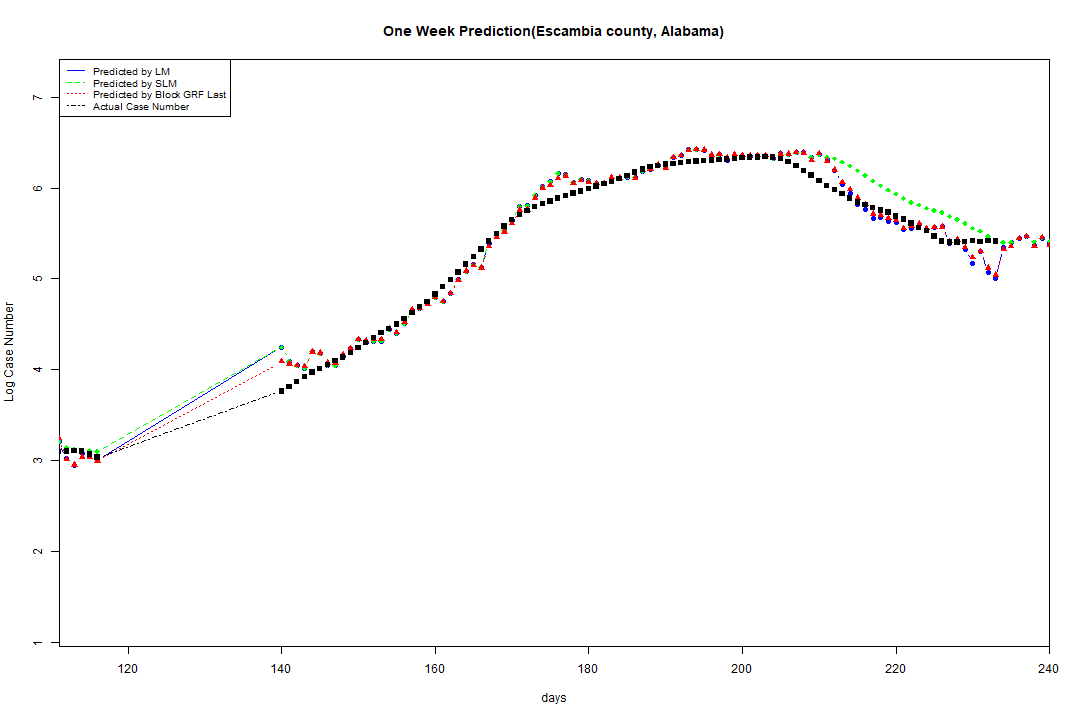 One Week Prediction(Escambia county, Alabama)
Predicted by LM
Predicted by SLM
Predicted by Block GRF Last
Actual Case Number
7
6
5
4
3
2
1
Log Case Number
120 140 160 180 200 220 240
days